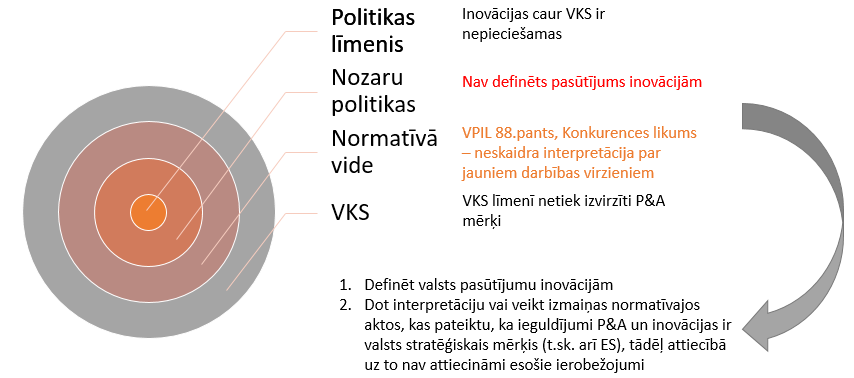 Politikas
līmenis
Inovācijas caur VKS ir
nepieciešamas
Nozaru
politikas
Nav definēts pasūtījums inovācijām
Normatīvā
vide
VPIL 88.pants, Konkurences likums
– neskaidra interpretācija par
jauniem darbības virzieniem
VKS
VKS līmenī netiek izvirzīti P&A
mērķi
1. Definēt valsts pasūtījumu inovācijām
2. Dot interpretāciju vai veikt izmaiņas normatīvajos
aktos, kas pateiktu, ka ieguldījumi P&A un inovācijas ir
valsts stratēģiskais mērķis (t.sk. arī ES), tādēļ attiecībā
uz to nav attiecināmi esošie ierobežojumi